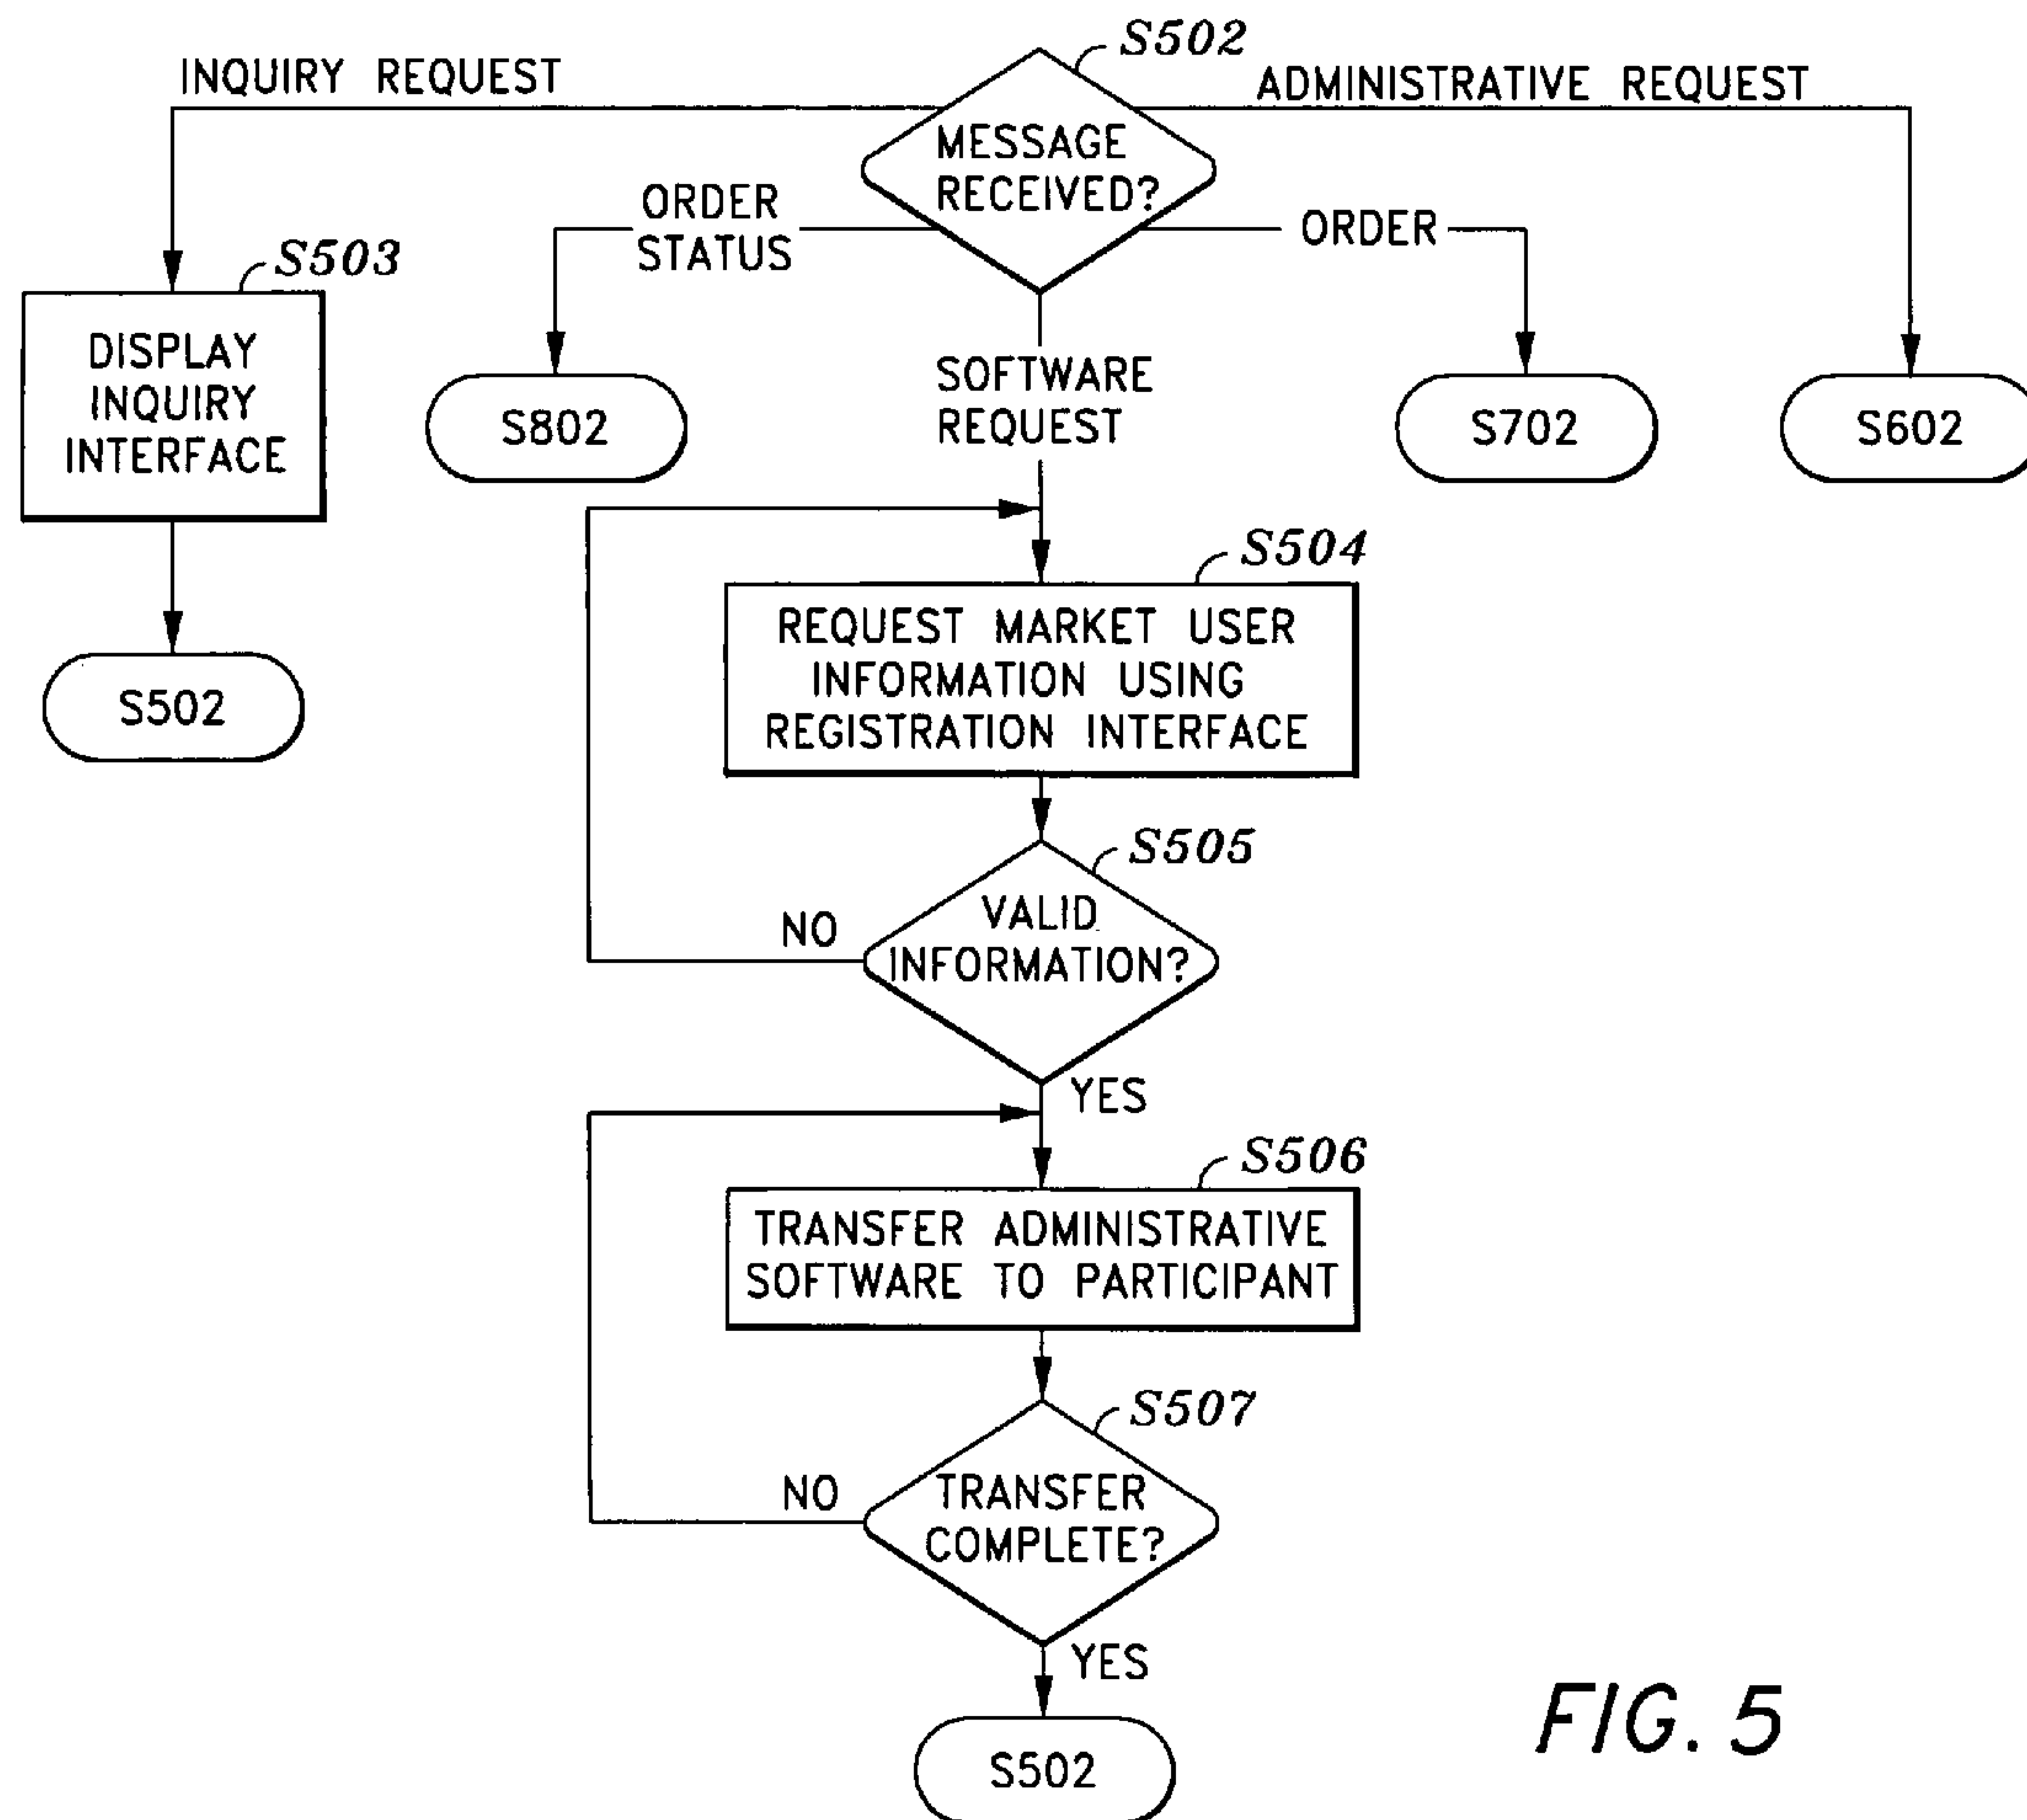 S502
INQUIRY REQUEST
ADMINISTRATIVE REQUEST
MESSAGE
RECEIVED?
ORDER
STATUS
ORDER
S503
DISPLAY
INQUIRY
INTERFACE
SOFTWARE
REQUEST
S802
S702
S602
S504
REQUEST MARKET USER
INFORMATION USING
REGISTRATION INTERFACE
S502
S505
VALID
INFORMATION?
NO
YES
S506
TRANSFER ADMINISTRATIVE
SOFTWARE TO PARTICIPANT
S507
TRANSFER
COMPLETE?
NO
YES
S502
FIG. 5